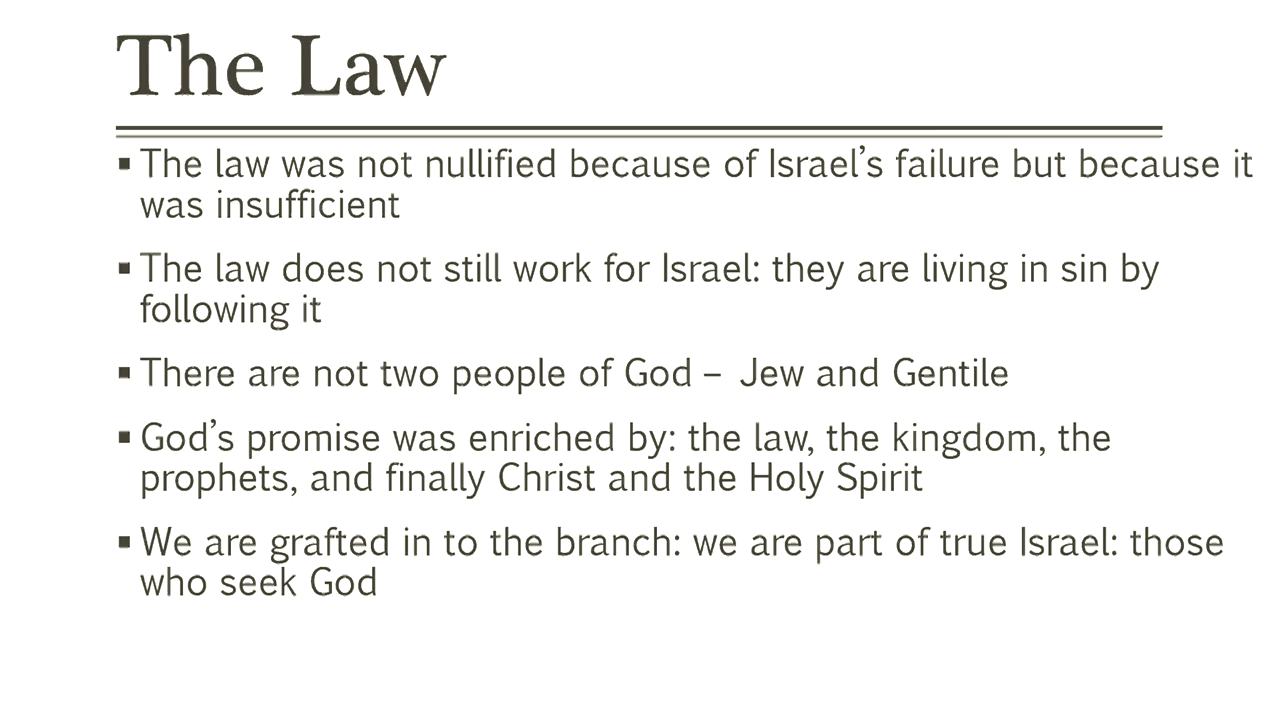 The Law
▪ The law was not nullified because of Israel’s failure but because it
was insufficient
▪ The law does not still work for Israel: they are living in sin by
following it
▪ There are not two people of God – Jew and Gentile
▪ God’s promise was enriched by: the law, the kingdom, the
prophets, and finally Christ and the Holy Spirit
▪ We are grafted in to the branch: we are part of true Israel: those
who seek God